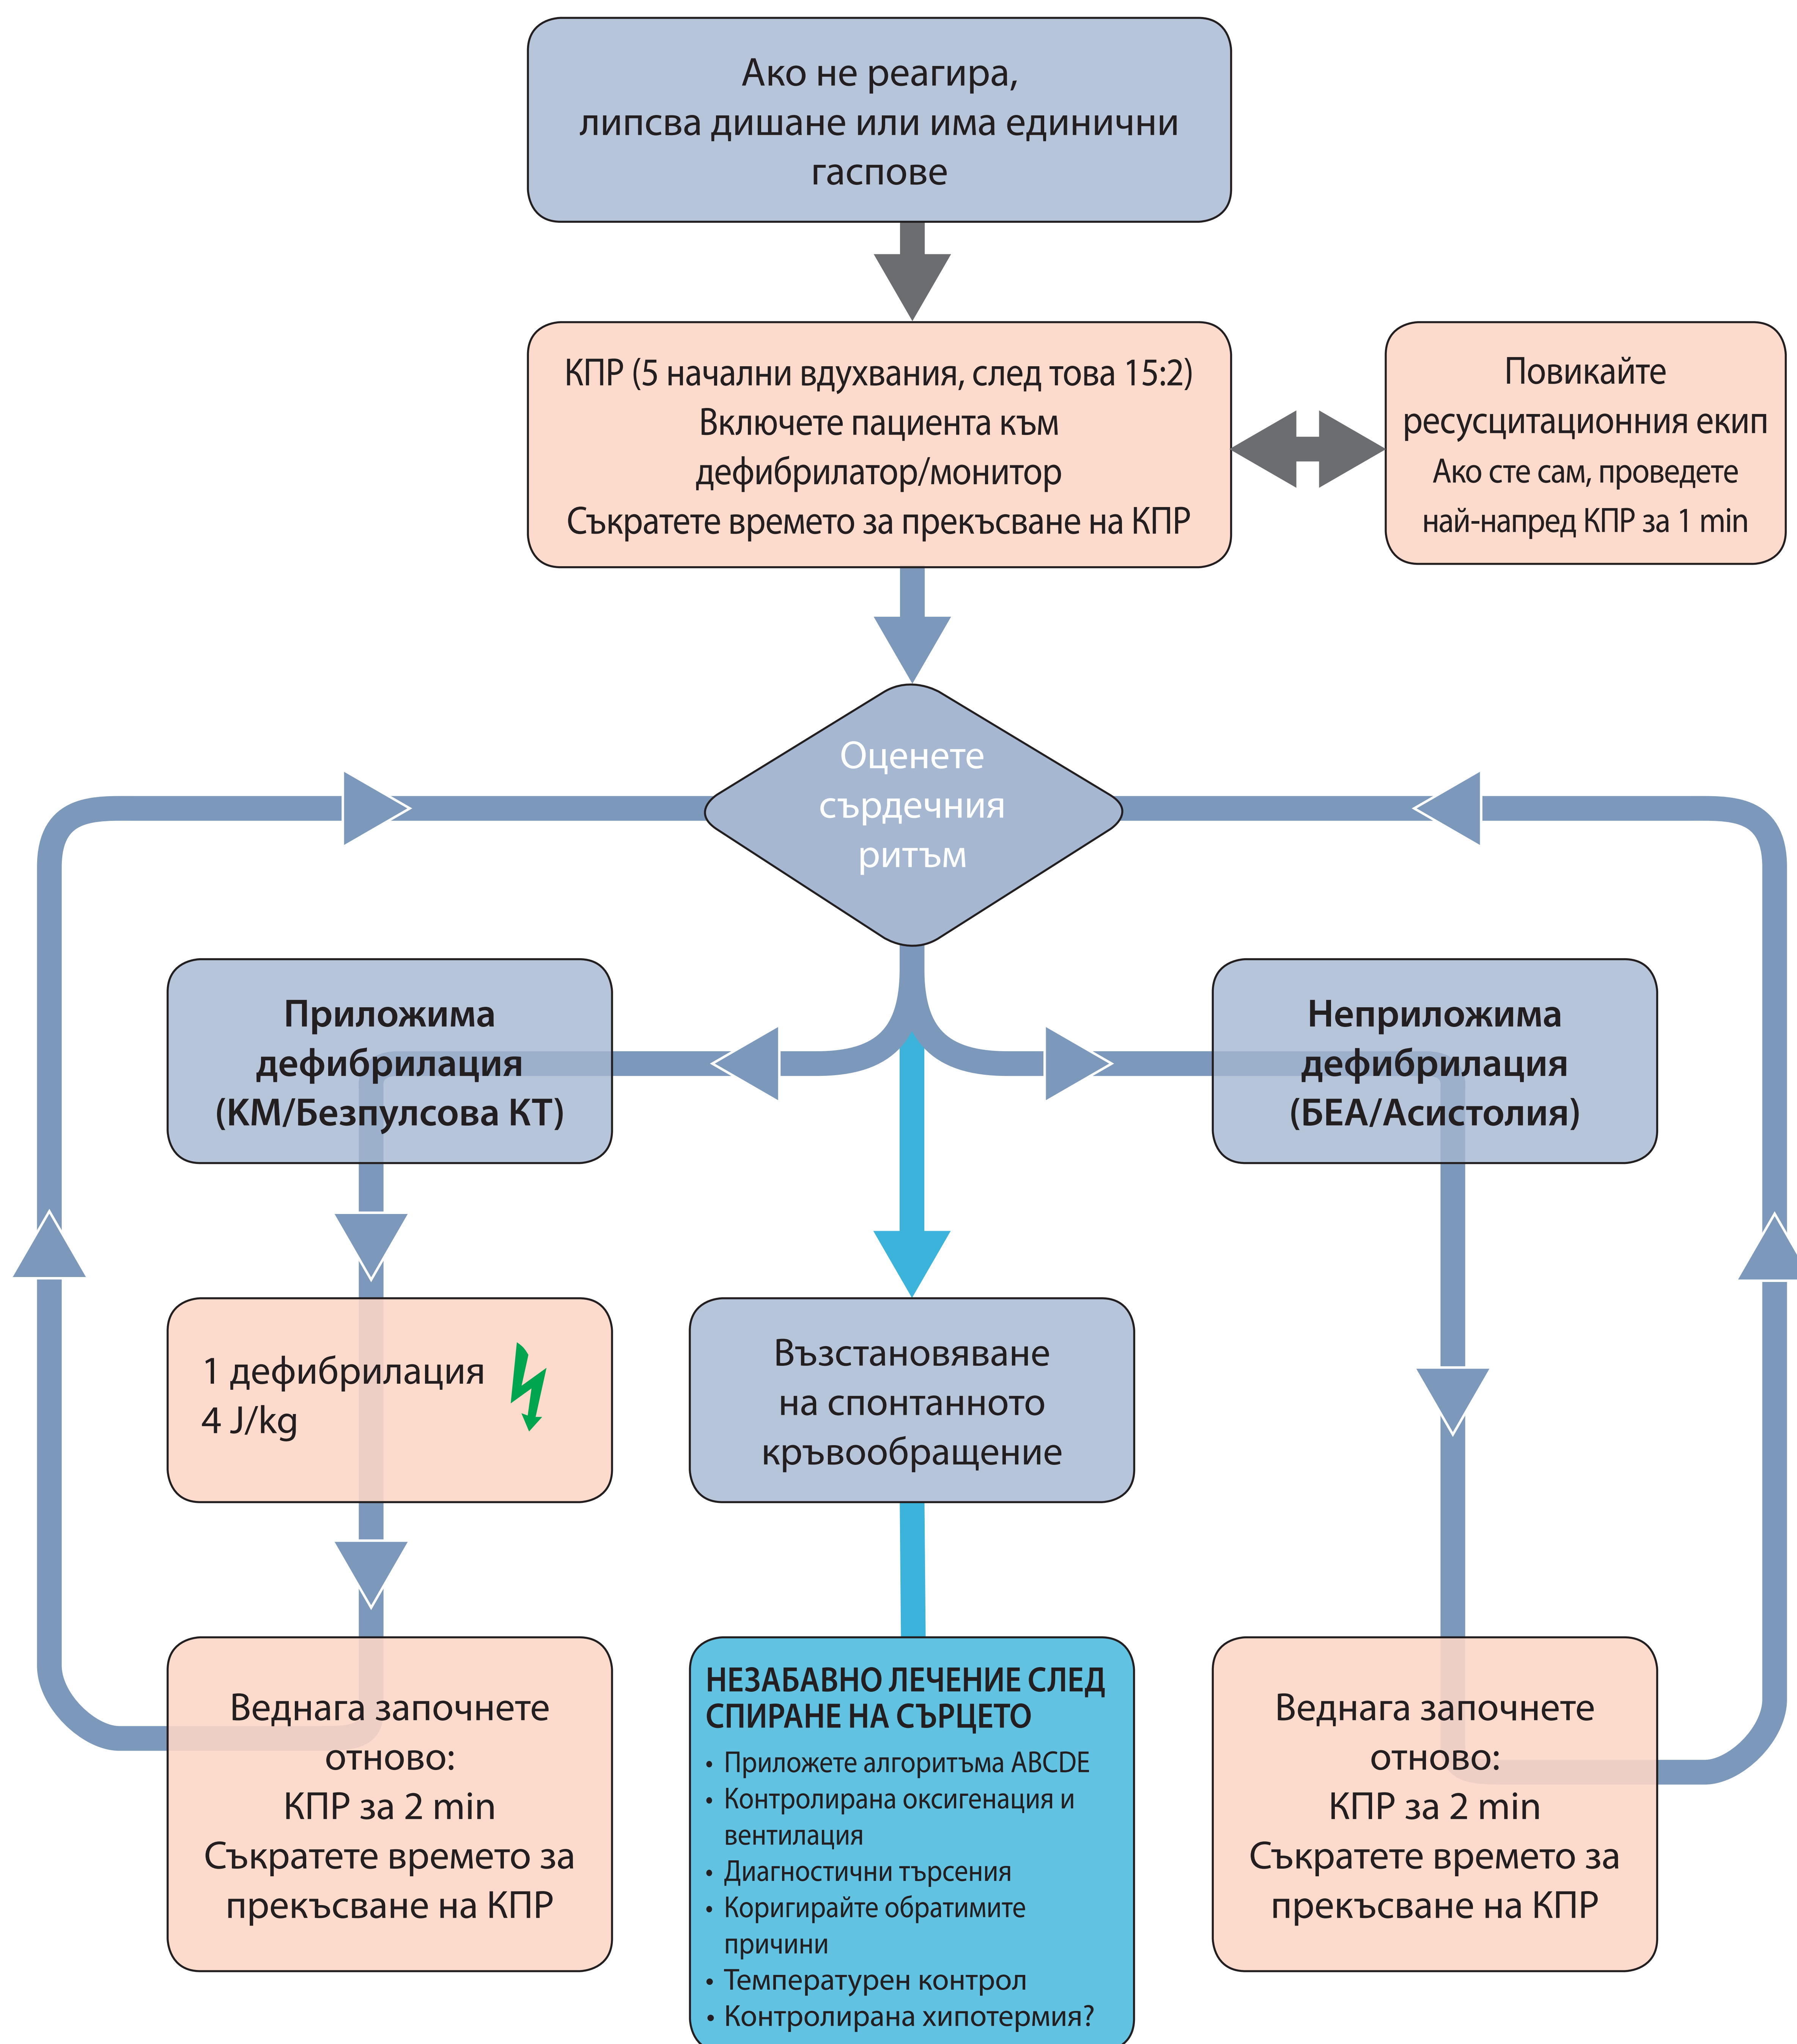 Ако не реагира,
липсва дишане или има единични
гаспове
КПР (5 начални вдухвания, след това 15:2)
Включете пациента към
дефибрилатор/монитор
Съкратете времето за прекъсване на КПР
Повикайте
ресусцитационния екип
Ако сте сам, проведете
най-напред КПР за 1 min
Оценете
сърдечния
ритъм
Приложима
дефибрилация
(КМ/Безпулсова КТ)
Неприложима
дефибрилация
(БЕА/Асистолия)
1 дефибрилация
4 J/kg
Възстановяване
на спонтанното
кръвообращение
Веднага започнете
отново:
КПР за 2 min
Съкратете времето за
прекъсване на КПР
НЕЗАБАВНО ЛЕЧЕНИЕ СЛЕД
СПИРАНЕ НА СЪРЦЕТО
• Приложете алгоритъма ABCDE
• Контролирана оксигенация и
вентилация
• Диагностични търсения
• Коригирайте обратимите
причини
• Температурен контрол
• Контролирана хипотермия?
Веднага започнете
отново:
КПР за 2 min
Съкратете времето за
прекъсване на КПР